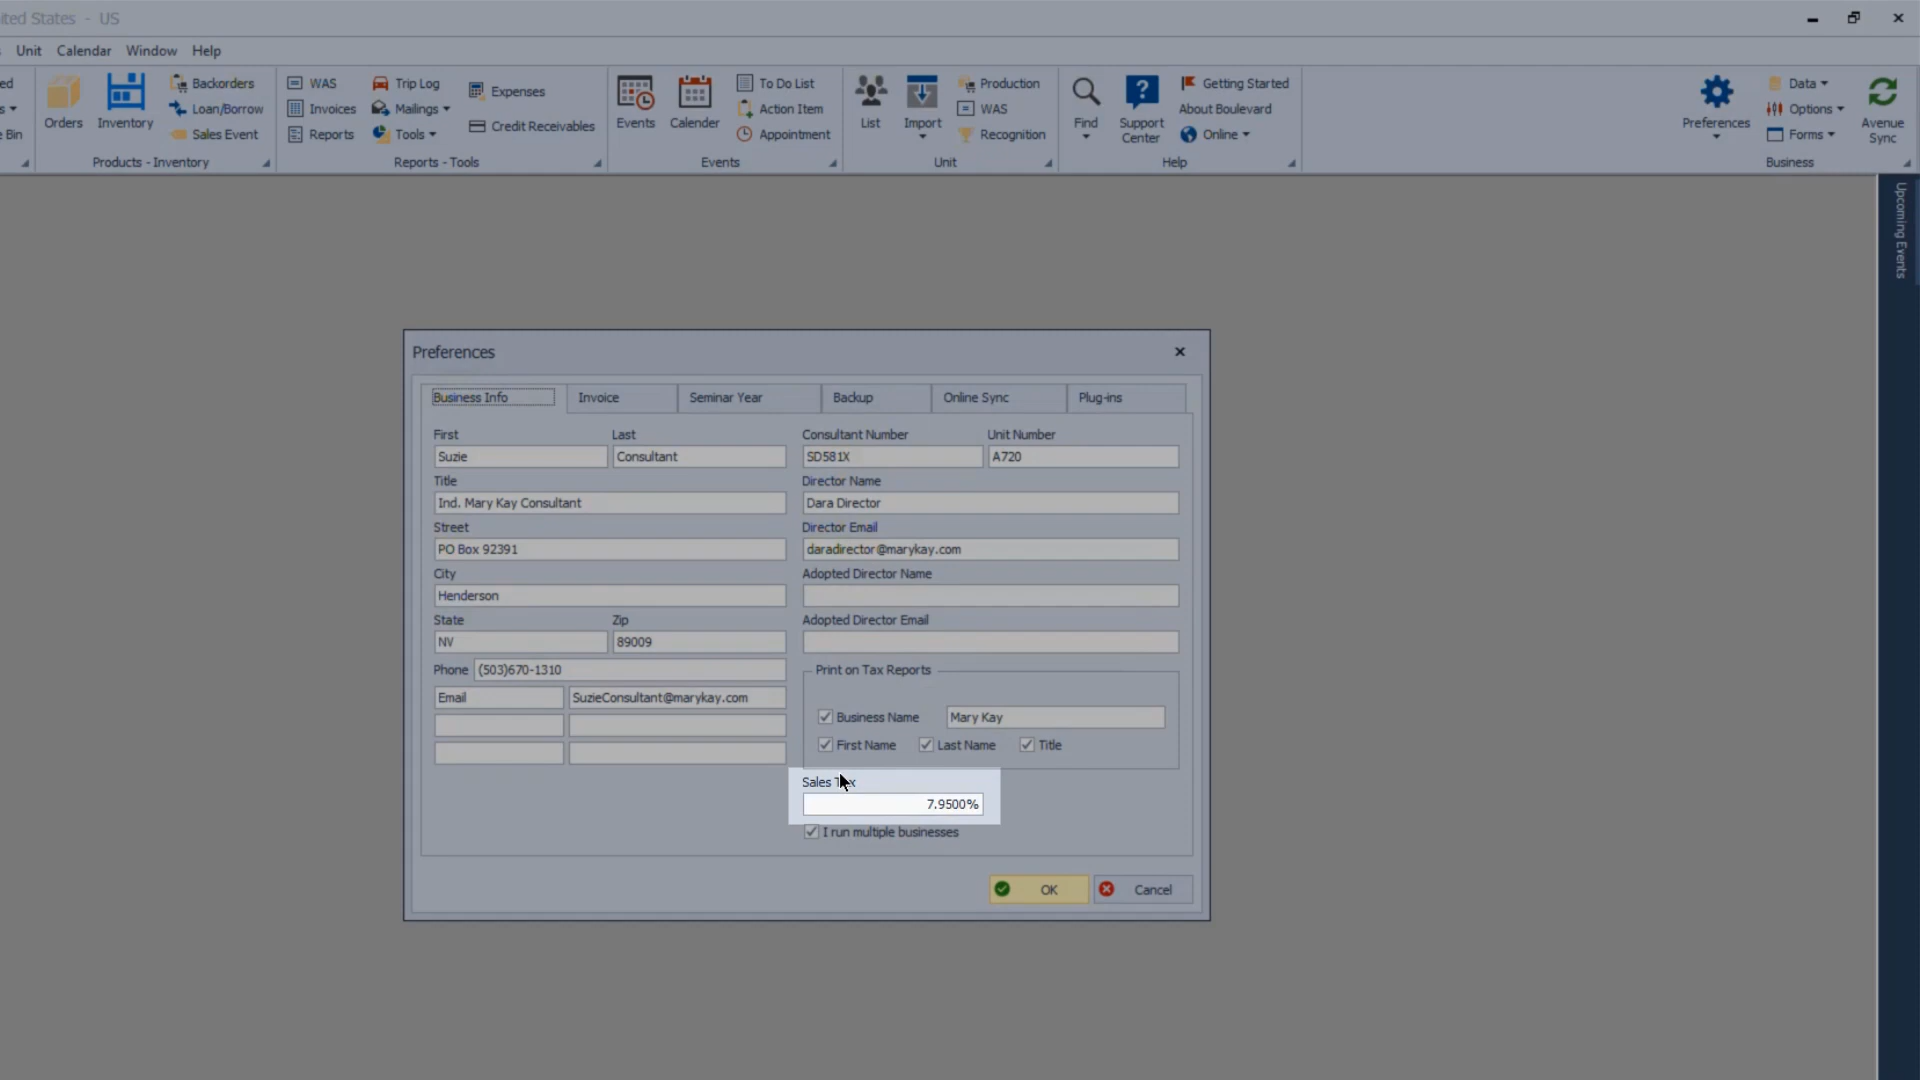 ited States - US
Unit Calendar Window Help
ed Orders Inventory Backorders WAS Trip Log Expenses Events Calender To Do List List Import Production Find Support Center Getting Started Preferences Data Avenue Sync
Loan/Borrow Invoices Mailings Credit Receivables Action Item WAS About Boulevard Options
Bin Sales Event Reports Tools Appointment Recognition Online Forms
Products - Inventory Reports - Tools Events Unit Help Business
Upcoming Events
Preferences
Business Info Invoice Seminar Year Backup Online Sync Plug-ins
First Last Consultant Number Unit Number
Suzie Consultant SD581X A720
Title Director Name
Ind. Mary Kay Consultant Dara Director
Street Director Email
PO Box 92391 daradirector@marykay.com
City Adopted Director Name
Henderson
State Zip Adopted Director Email
NV 89009
Phone (503)670-1310 Print on Tax Reports
Email SuzieConsultant@marykay.com
Business Name Mary Kay
First Name Last Name Title
Sales
7.9500%
I run multiple businesses
OK Cancel